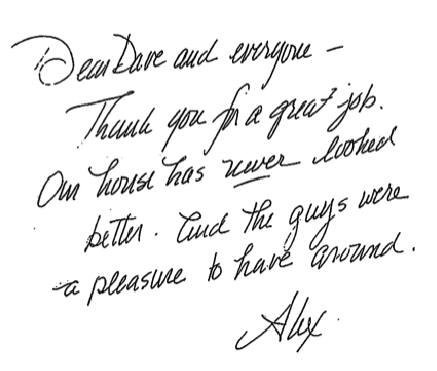 Dear Dave and everyone –
Thank you for a great job.
Our house has never looked
better. And the guys were
a pleasure to have around.
Alex.